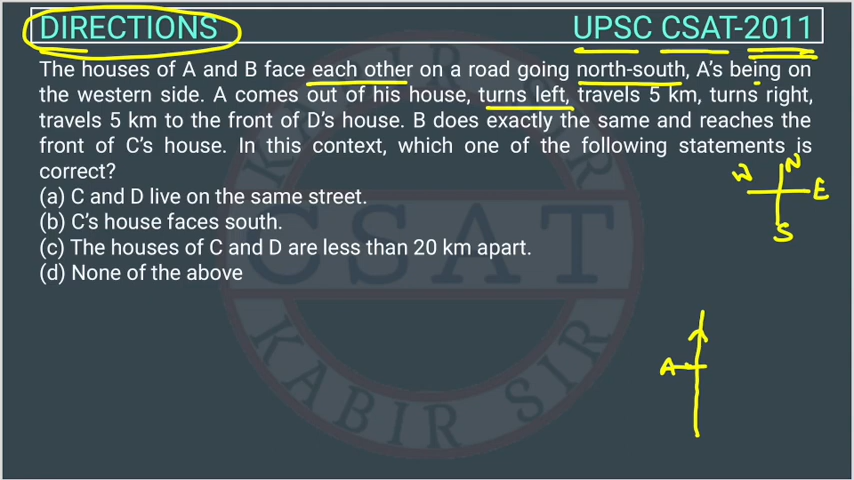 DIRECTIONS UPSC CSAT-2011
The houses of A and B face each other on a road going north-south, A's being on
the western side. A comes out of his house, turns left, travels 5 km, turns right,
travels 5 km to the front of D's house. B does exactly the same and reaches the
front of C's house. In this context, which one of the following statements is
correct?
(a) C and D live on the same street.
(b) C's house faces south.
(c) The houses of C and D are less than 20 km apart.
(d) None of the above
N
W E
S
A
CSAT
KABIR SIR